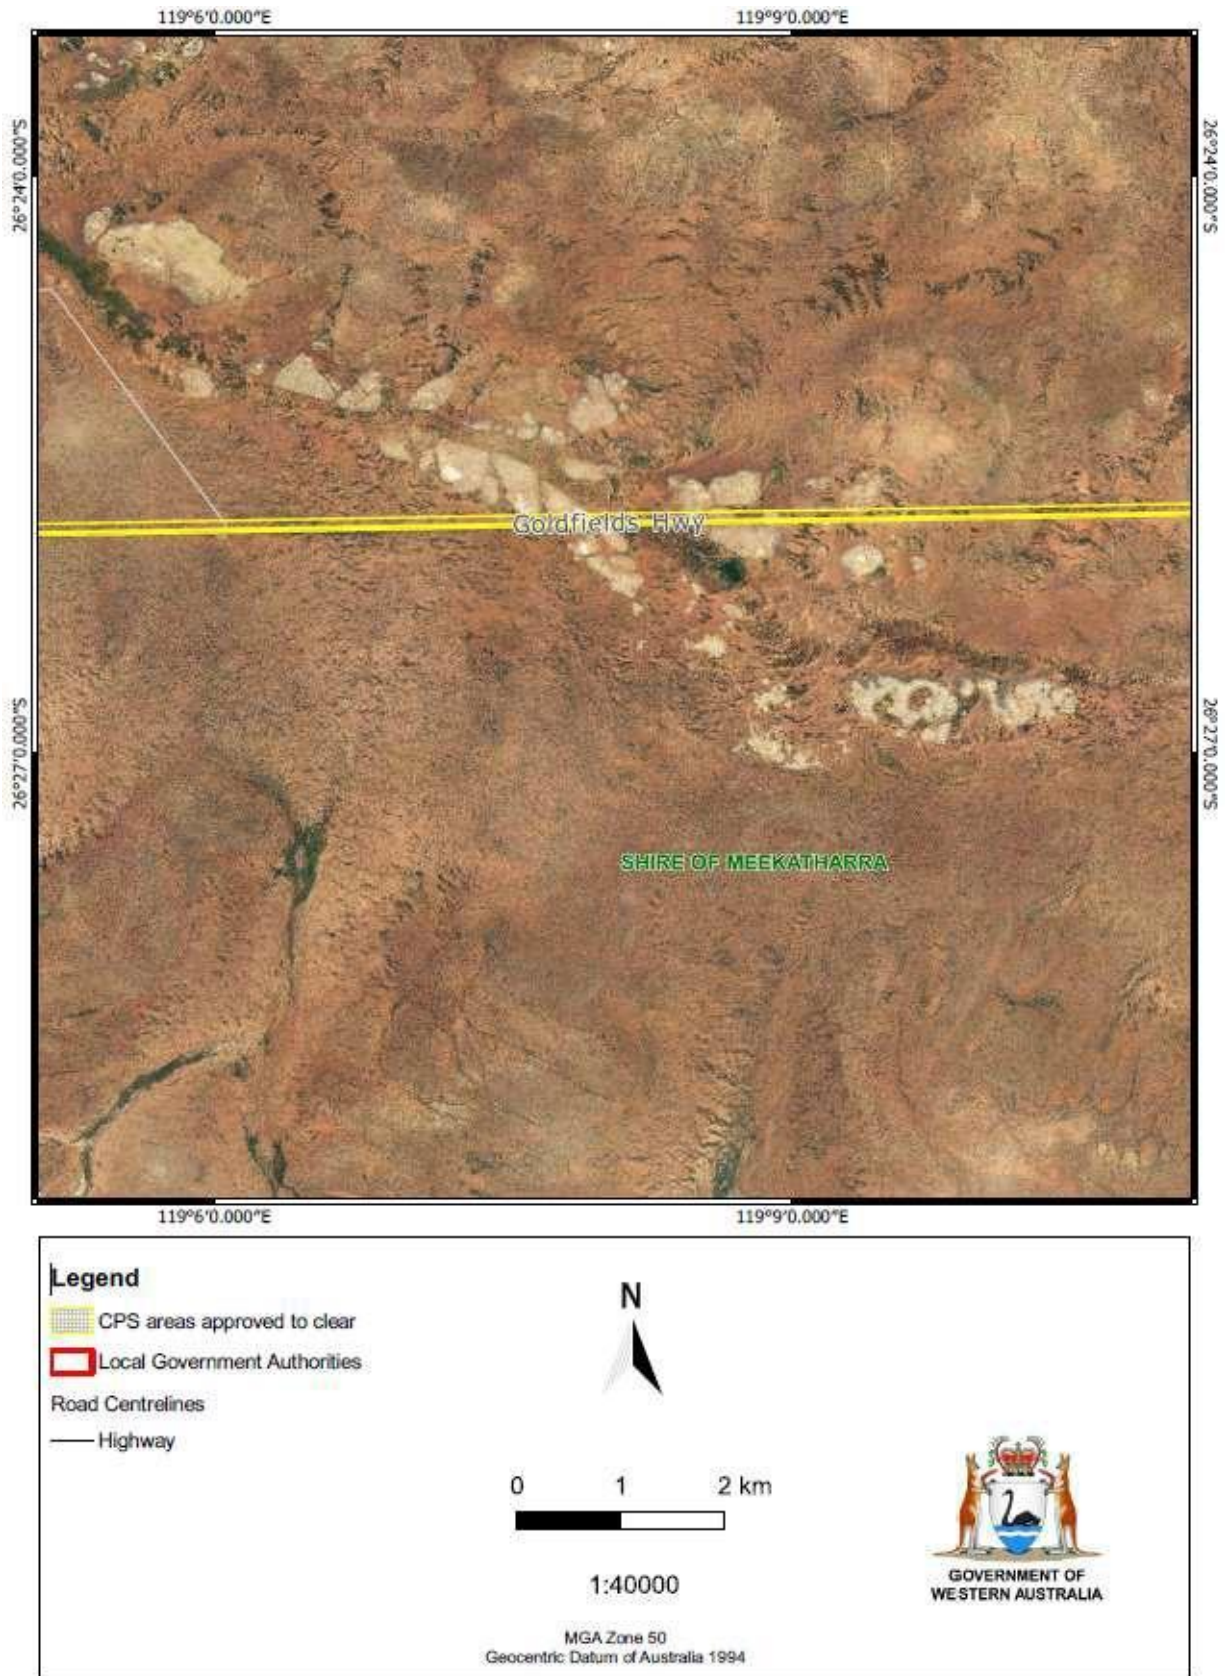 119°6'0.000"E 119°9'0.000"E
26°24'0.000"S 26°24'0.000"S
Goldfields Hwy
26°27'0.000"S 26°27'0.000"S
SHIRE OF MEEKATHARRA
119°6'0.000"E 119°9'0.000"E
Legend
CPS areas approved to clear
Local Government Authorities
Road Centrelines
Highway
N
0 1 2 km
1:40000
MGA Zone 50
Geocentric Datum of Australia 1994
GOVERNMENT OF
WESTERN AUSTRALIA